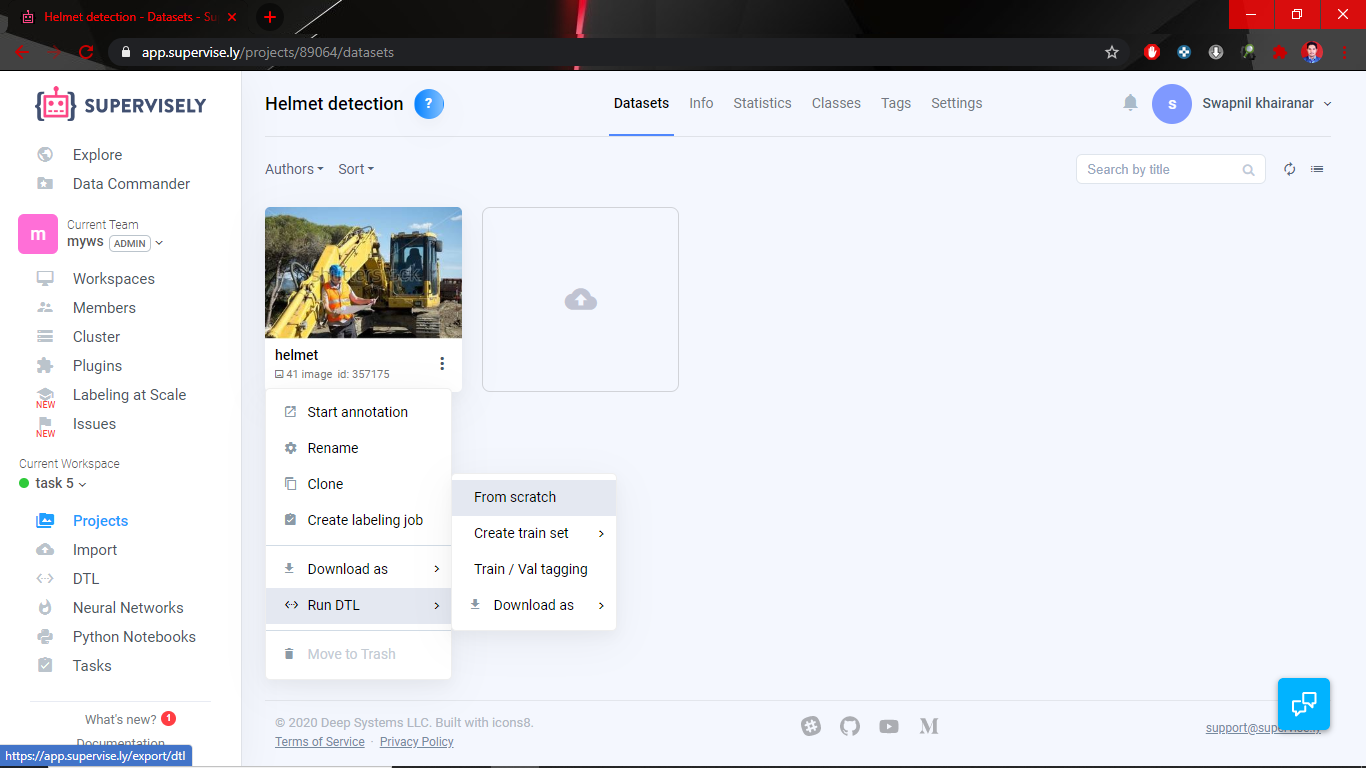 Helmet detection - Datasets - Su
app.supervise.ly/projects/89064/datasets
SUPERVISELY
Explore
Data Commander
Current Team
m
myws ADMIN
Workspaces
Members
Cluster
Plugins
Labeling at Scale
NEW
Issues
NEW
Current Workspace
task 5
Projects
Import
DTL
Neural Networks
Python Notebooks
Tasks
What's new? 1
Documentation
https://app.supervise.ly/export/dtl
Helmet detection ?
Datasets Info Statistics Classes Tags Settings
s Swapnil khairanar
Authors Sort
Search by title
shutterstock
helmet
41 image id: 357175
Start annotation
Rename
Clone
Create labeling job
Download as
Run DTL
Move to Trash
From scratch
Create train set
Train / Val tagging
Download as
© 2020 Deep Systems LLC. Built with icons8.
Terms of Service · Privacy Policy
support@supervise.ly